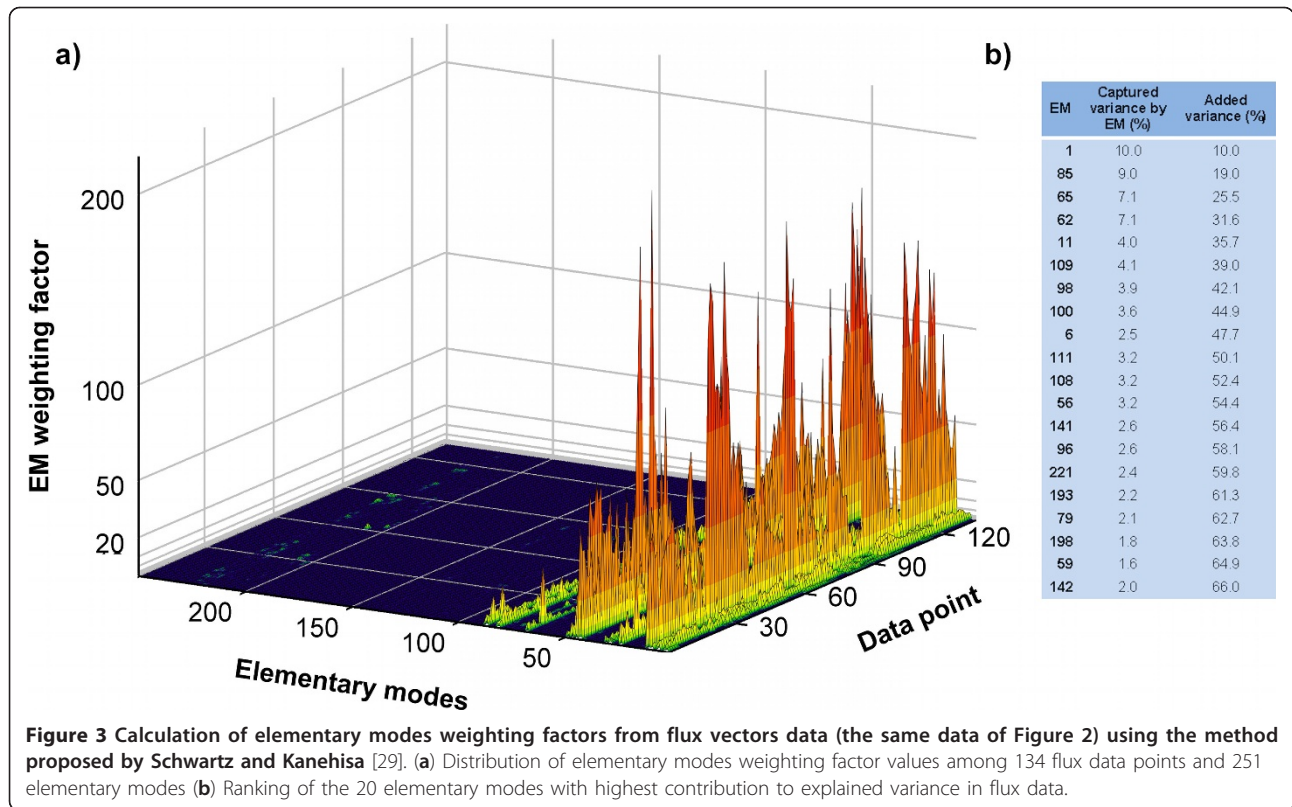 a)
b)
200
100
50
20
EM weighting factor
200
150
100
50
Elementary modes
30
60
90
120
Data point
EM Captured variance by EM (%) Added variance (%)
1 10.0 10.0
85 9.0 19.0
65 7.1 25.5
62 7.1 31.6
11 4.0 35.7
109 4.1 39.0
98 3.9 42.1
100 3.6 44.9
6 2.5 47.7
111 3.2 50.1
108 3.2 52.4
56 3.2 54.4
141 2.6 56.4
96 2.6 58.1
221 2.4 59.8
193 2.2 61.3
79 2.1 62.7
198 1.8 63.8
59 1.6 64.9
142 2.0 66.0
Figure 3 Calculation of elementary modes weighting factors from flux vectors data (the same data of Figure 2) using the method
proposed by Schwartz and Kanehisa [29]. (a) Distribution of elementary modes weighting factor values among 134 flux data points and 251
elementary modes (b) Ranking of the 20 elementary modes with highest contribution to explained variance in flux data.